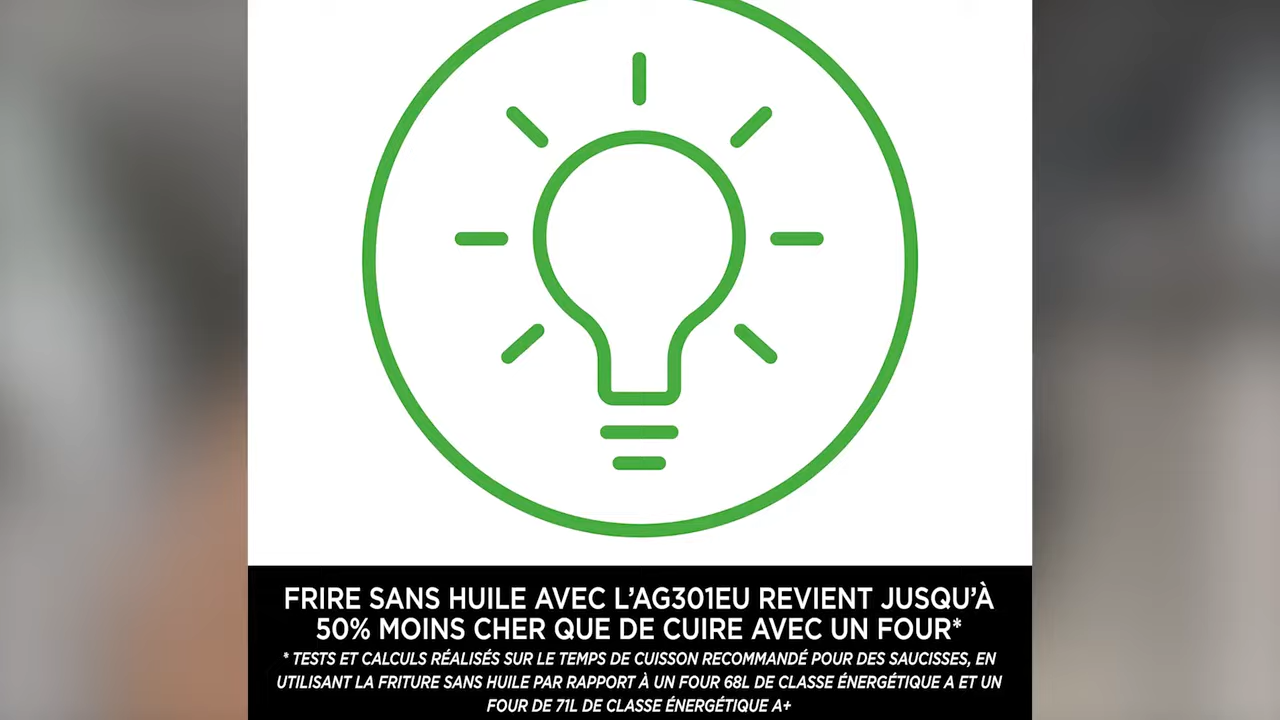 FRIRE SANS HUILE AVEC L’AG301EU REVIENT JUSQU’À
50% MOINS CHER QUE DE CUIRE AVEC UN FOUR*
* TESTS ET CALCULS RÉALISÉS SUR LE TEMPS DE CUISSON RECOMMANDÉ POUR DES SAUCISSES, EN
UTILISANT LA FRITURE SANS HUILE PAR RAPPORT À UN FOUR 68L DE CLASSE ÉNERGÉTIQUE A ET UN
FOUR DE 71L DE CLASSE ÉNERGÉTIQUE A+